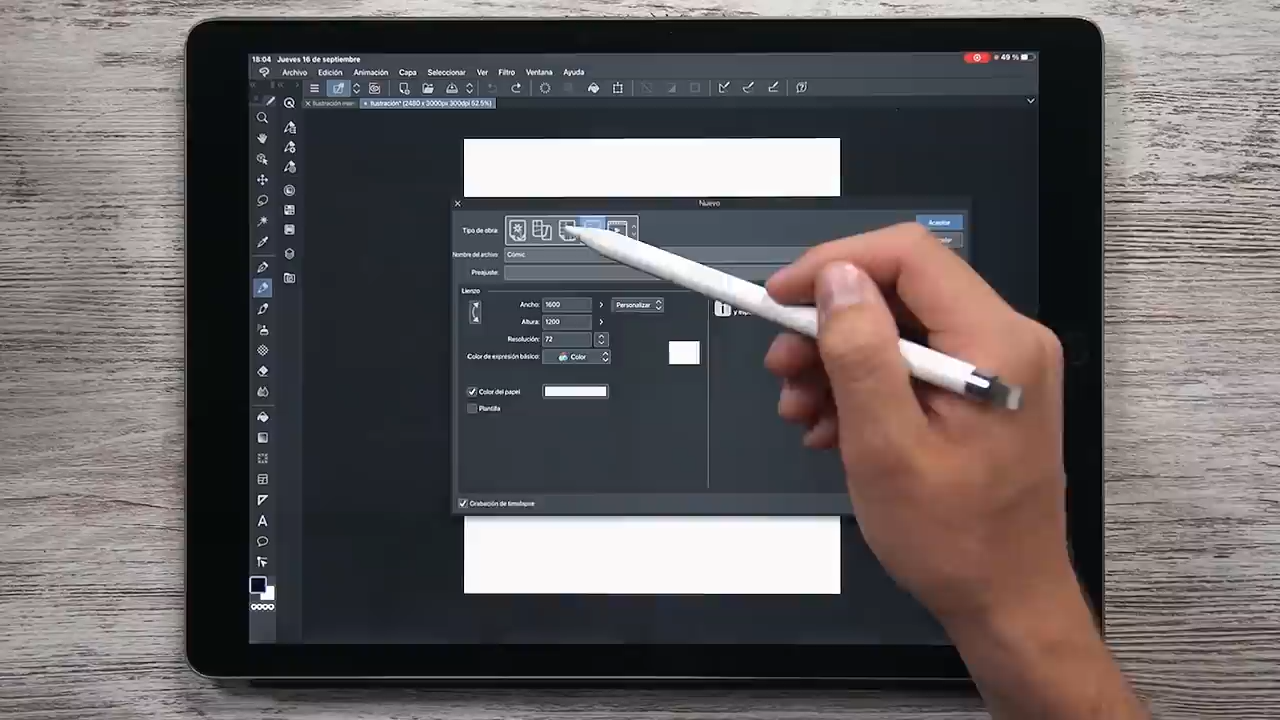 18:04 Jueves 16 de septiembre
49 %
Archivo Edición Animación Capa Seleccionar Ver Filtro Ventana Ayuda
Ilustración
Ilustración* (2480 x 3000px 300dpi 62.5%)
Nuevo
Tipo de obra:
Aceptar
Nombre del archivo: Cómic
Preajuste:
Lienzo
Ancho: 1600 Personalizar
Altura: 1200
Resolución: 72
Color de expresión básico: Color
Color del papel
Plantilla
Grabación de timelapse
A